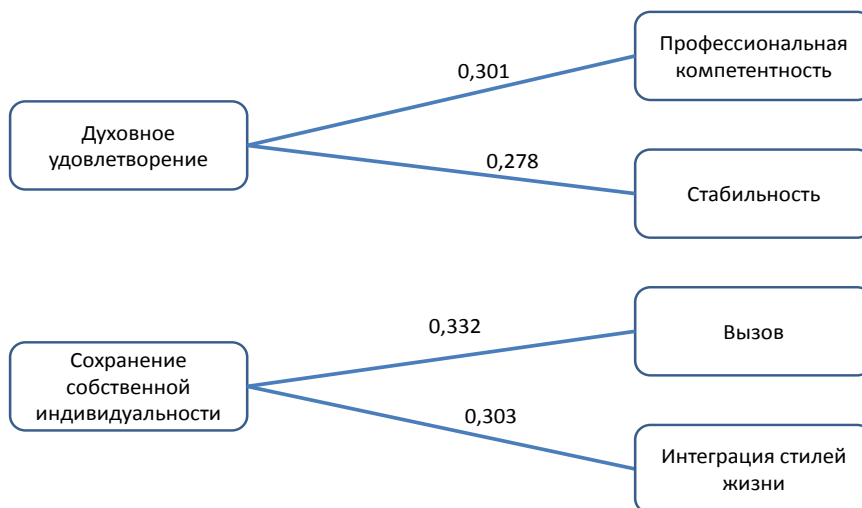 Профессиональная
компетентность
0,301
Духовное
удовлетворение
0,278
Стабильность
0,332
Вызов
Сохранение
собственной
индивидуальности
0,303
Интеграция стилей
жизни